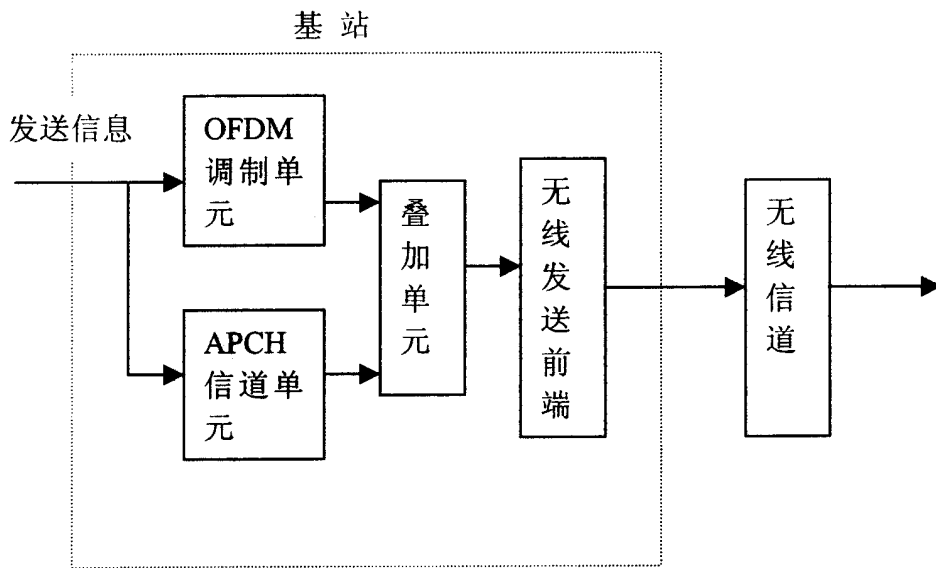 基 站
发送信息
OFDM
调制单
元
APCH
信道单
元
叠
加
单
元
无
线
发
送
前
端
无
线
信
道